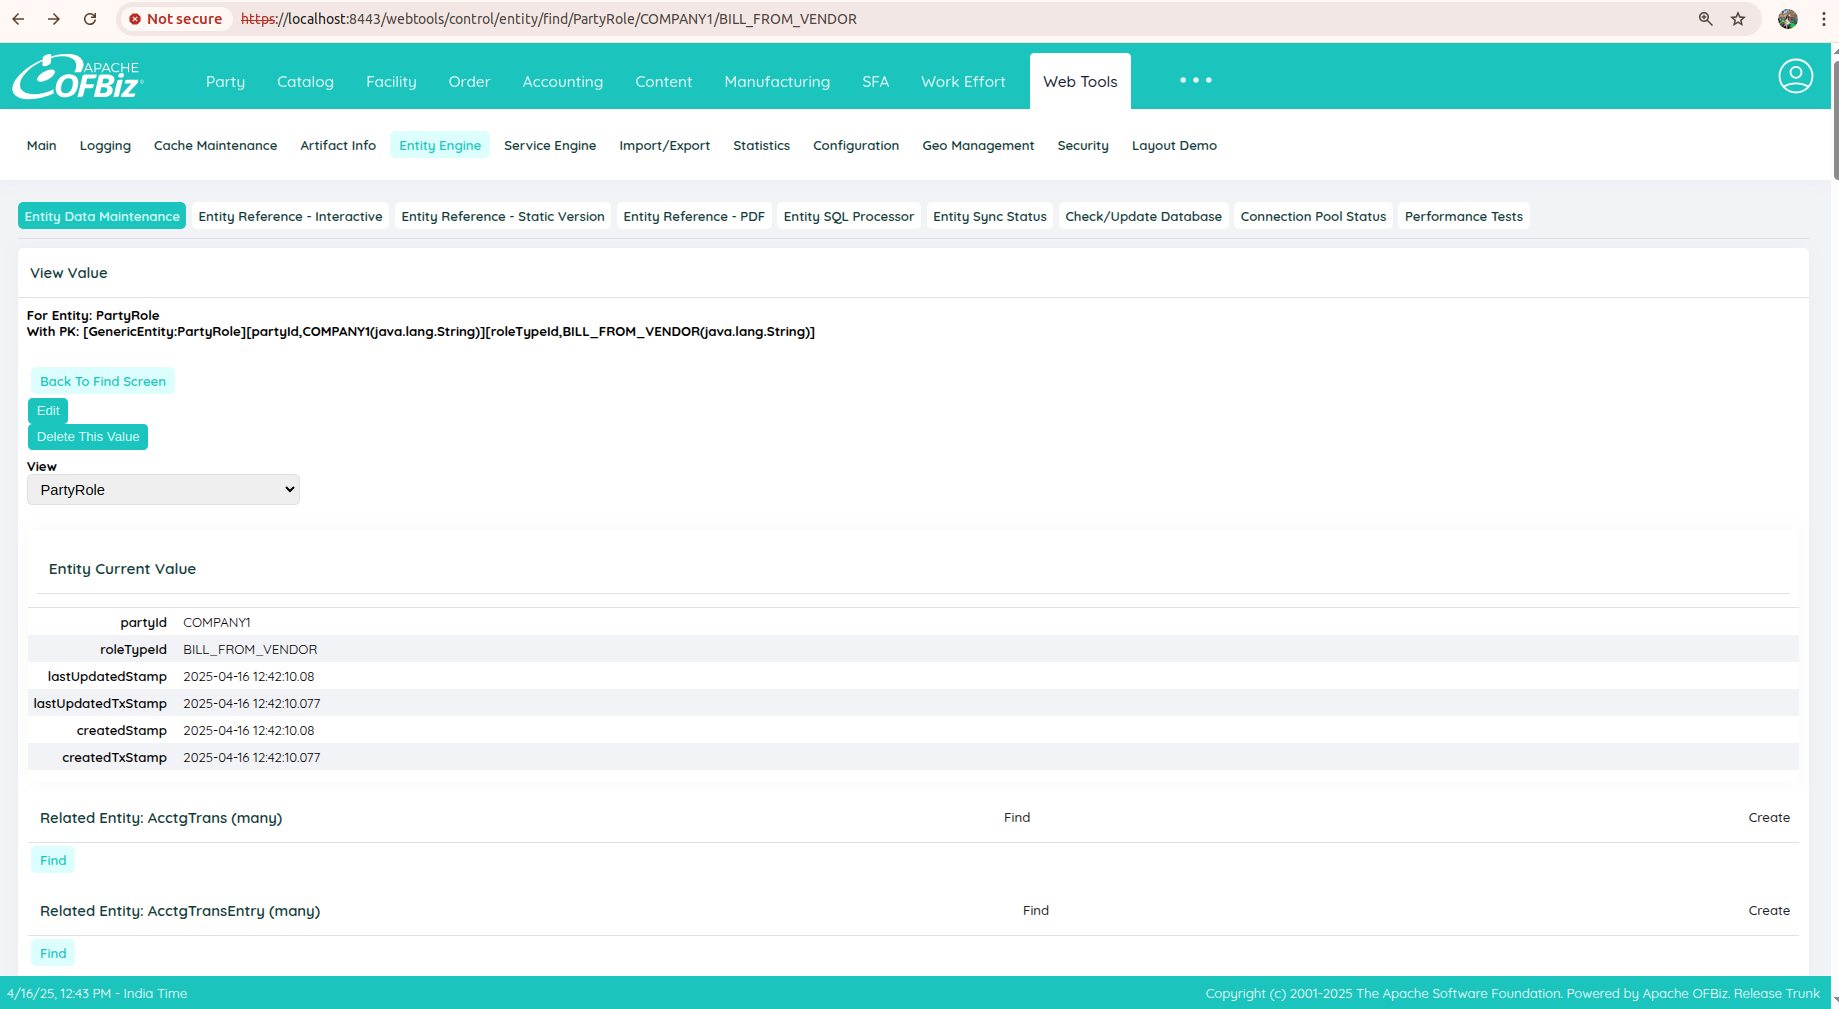 Not secure https://localhost:8443/webtools/control/entity/find/PartyRole/COMPANY1/BILL_FROM_VENDOR
APACHE OFBiz Party Catalog Facility Order Accounting Content Manufacturing SFA Work Effort Web Tools
Main Logging Cache Maintenance Artifact Info Entity Engine Service Engine Import/Export Statistics Configuration Geo Management Security Layout Demo
Entity Data Maintenance Entity Reference - Interactive Entity Reference - Static Version Entity Reference - PDF Entity SQL Processor Entity Sync Status Check/Update Database Connection Pool Status Performance Tests
View Value
For Entity: PartyRole
With PK: [GenericEntity:PartyRole][partyId,COMPANY1(java.lang.String)][roleTypeId,BILL_FROM_VENDOR(java.lang.String)]
Back To Find Screen
Edit
Delete This Value
View
PartyRole
Entity Current Value
partyId COMPANY1
roleTypeId BILL_FROM_VENDOR
lastUpdatedStamp 2025-04-16 12:42:10.08
lastUpdatedTxStamp 2025-04-16 12:42:10.077
createdStamp 2025-04-16 12:42:10.08
createdTxStamp 2025-04-16 12:42:10.077
Related Entity: AcctgTrans (many) Find Create
Find
Related Entity: AcctgTransEntry (many) Find Create
Find
4/16/25, 12:43 PM - India Time Copyright (c) 2001-2025 The Apache Software Foundation. Powered by Apache OFBiz. Release Trunk